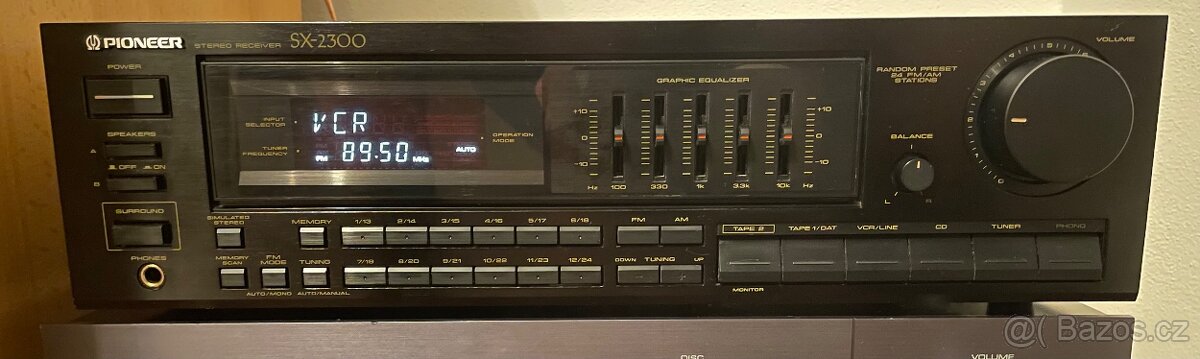 PIONEER STEREO RECEIVER SX-2300
POWER
SPEAKERS
A
OFF ON
B
SURROUND
PHONES
INPUT SELECTOR
VCR
TUNER FREQUENCY
FM 89.50 MHz
AUTO
OPERATION MODE
GRAPHIC EQUALIZER
+10 +10
0 0
-10 -10
Hz 100 330 1k 3.3k 10k Hz
RANDOM PRESET
24 FM/AM
STATIONS
BALANCE
L R
VOLUME
SIMULATED STEREO
MEMORY 1/13 2/14 3/15 4/16 5/17 6/18 FM AM
MEMORY SCAN
FM MODE
TUNING 7/19 8/20 9/21 10/22 11/23 12/24 DOWN TUNING UP
AUTO/MONO AUTO/MANUAL
TAPE 2 TAPE 1/DAT VCR/LINE CD TUNER PHONO
MONITOR
DISC VOLUME
Bazos.cz